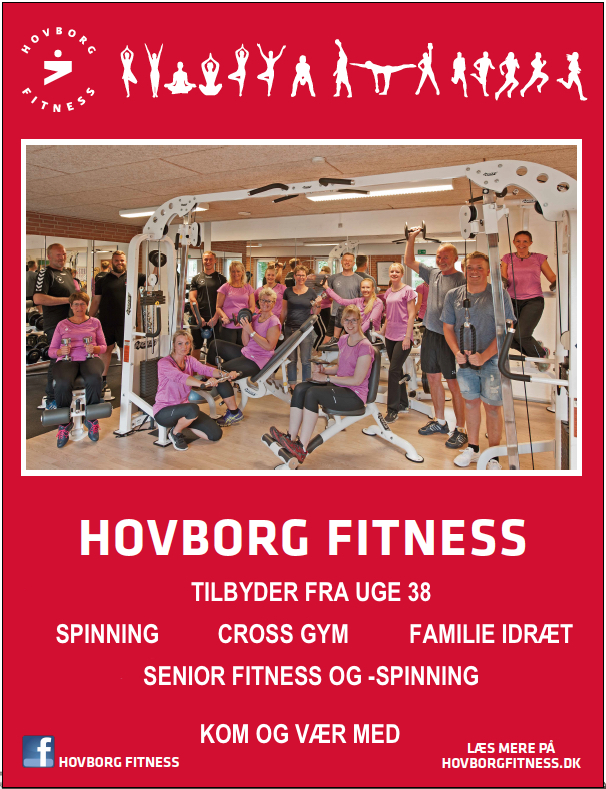 HOVBORG
FITNESS
HOVBORG FITNESS
TILBYDER FRA UGE 38
SPINNING CROSS GYM FAMILIE IDRÆT
SENIOR FITNESS OG -SPINNING
KOM OG VÆR MED
f HOVBORG FITNESS
LÆS MERE PÅ
HOVBORGFITNESS.DK